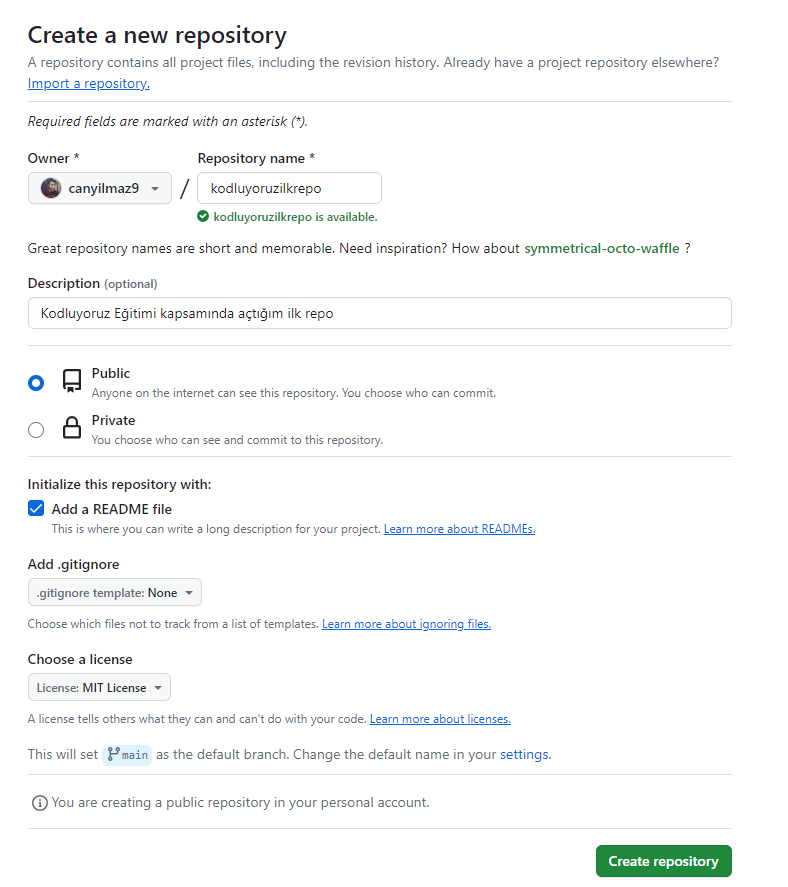 Create a new repository
A repository contains all project files, including the revision history. Already have a project repository elsewhere?
Import a repository.
Required fields are marked with an asterisk (*).
Owner * Repository name *
canyilmaz9 / kodluyoruzilkrepo
kodluyoruzilkrepo is available.
Great repository names are short and memorable. Need inspiration? How about symmetrical-octo-waffle ?
Description (optional)
Kodluyoruz Eğitimi kapsamında açtığım ilk repo
Public
Anyone on the internet can see this repository. You choose who can commit.
Private
You choose who can see and commit to this repository.
Initialize this repository with:
Add a README file
This is where you can write a long description for your project. Learn more about READMEs.
Add .gitignore
.gitignore template: None
Choose which files not to track from a list of templates. Learn more about ignoring files.
Choose a license
License: MIT License
A license tells others what they can and can't do with your code. Learn more about licenses.
This will set main as the default branch. Change the default name in your settings.
You are creating a public repository in your personal account.
Create repository